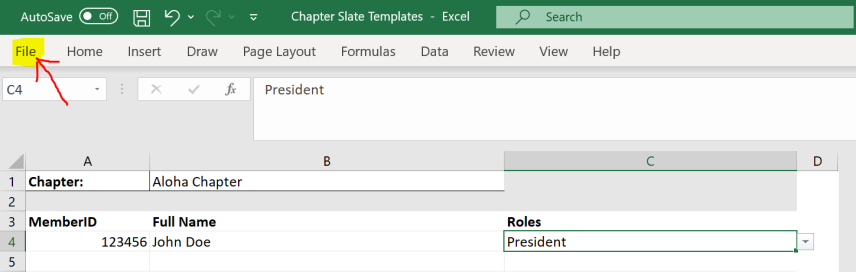 AutoSave Off Chapter Slate Templates - Excel Search
File Home Insert Draw Page Layout Formulas Data Review View Help
C4 fx President
A B C D
1 Chapter: Aloha Chapter
2
3 MemberID Full Name Roles
4 123456 John Doe President
5